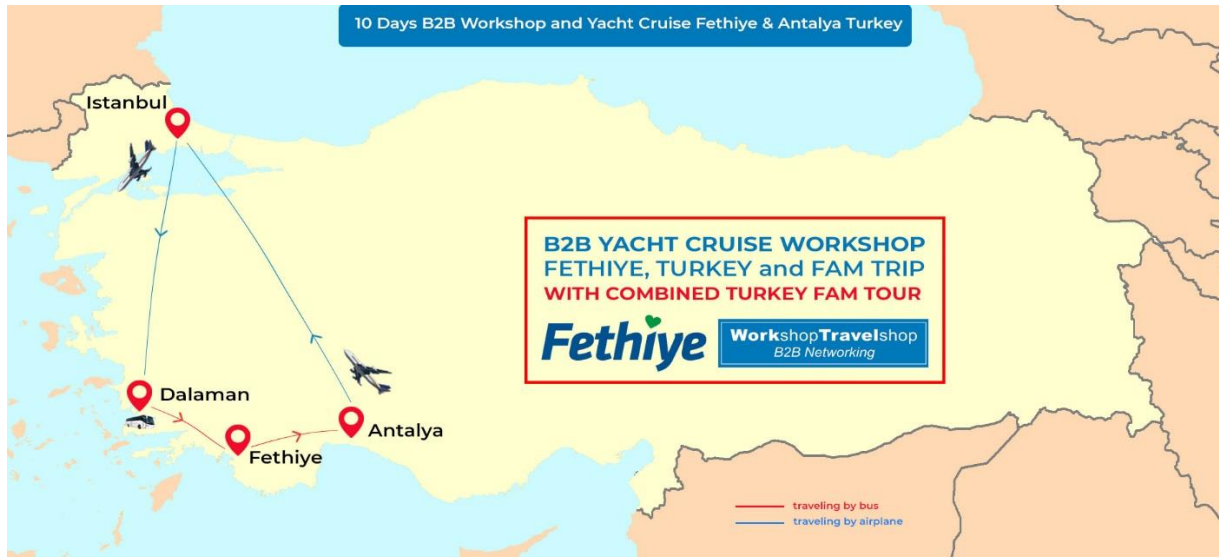 10 Days B2B Workshop and Yacht Cruise Fethiye & Antalya Turkey
Istanbul
B2B YACHT CRUISE WORKSHOP
FETHIYE, TURKEY and FAM TRIP
WITH COMBINED TURKEY FAM TOUR
Fethiye
WorkshopTravelshop
B2B Networking
Dalaman
Antalya
Fethiye
traveling by bus
traveling by airplane